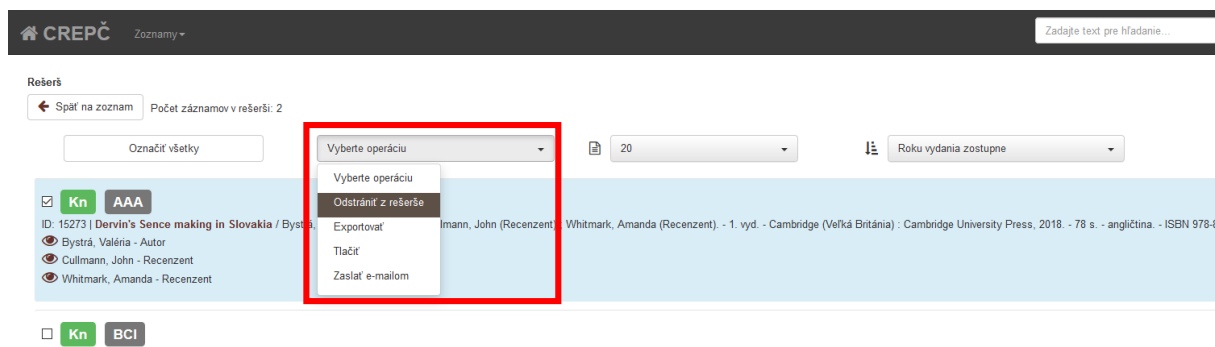 CREPČ Zoznamy Zadajte text pre hľadanie...
Rešerš
Späť na zoznam Počet záznamov v rešerši: 2
Označiť všetky Vyberte operáciu 20 Roku vydania zostupne
Vyberte operáciu
Kn AAA Odstrániť z rešerše
ID: 15273 | Dervin's Sence making in Slovakia / Bystrá, Exportovať lmann, John (Recenzent) ; Whitmark, Amanda (Recenzent). - 1. vyd. - Cambridge (Veľká Británia) : Cambridge University Press, 2018. - 78 s. - angličtina. - ISBN 978-8
Bystrá, Valéria - Autor Tlačiť
Cullmann, John - Recenzent
Whitmark, Amanda - Recenzent Zaslať e-mailom
Kn BCI